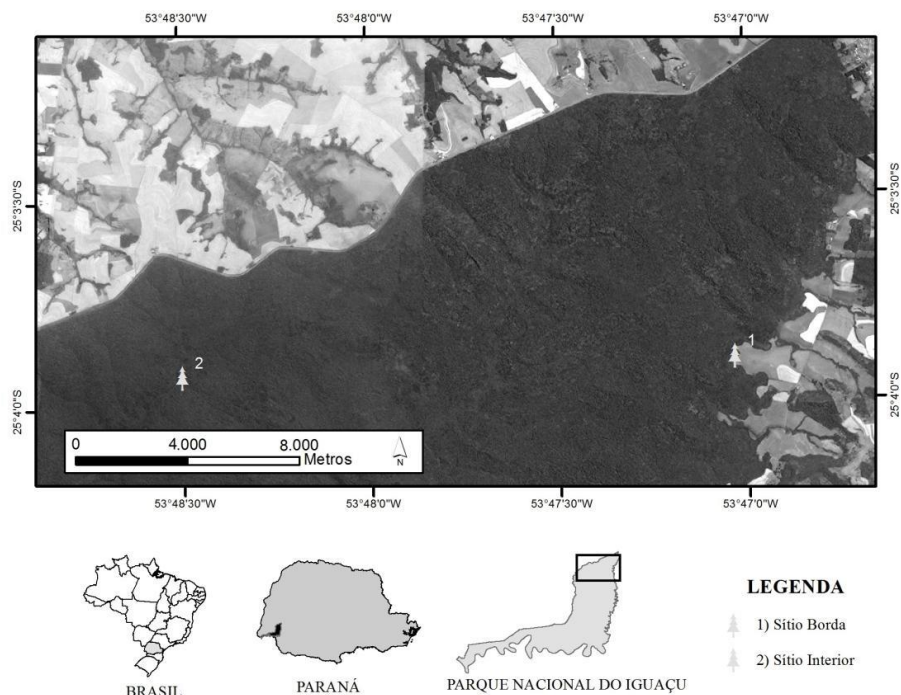 53°48'30"W 53°48'0"W 53°47'30"W 53°47'0"W
25°3'30"S
25°3'30"S
1
2
25°4'0"S
25°4'0"S
0 4.000 8.000
Metros
N
53°48'30"W 53°48'0"W 53°47'30"W 53°47'0"W
LEGENDA
1) Sítio Borda
2) Sítio Interior
BRASIL
PARANÁ
PARQUE NACIONAL DO IGUAÇU